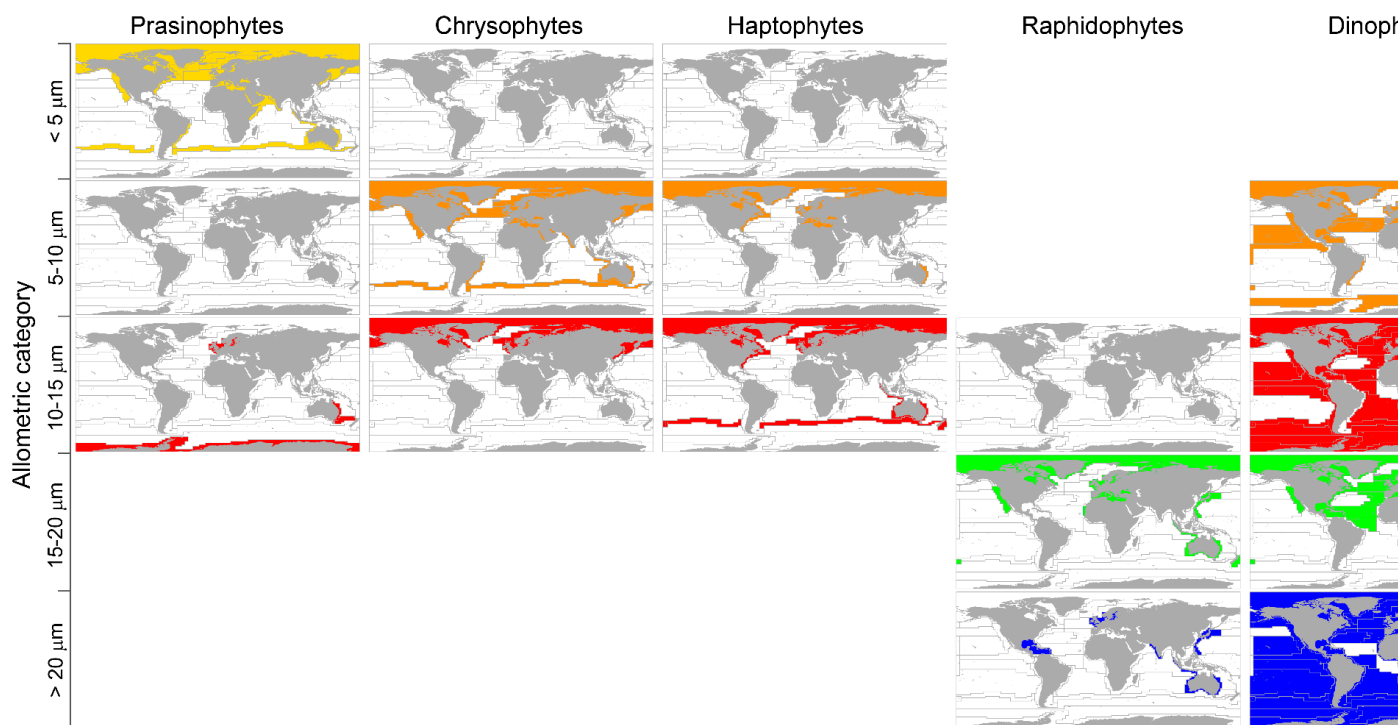 Prasinophytes
Chrysophytes
Haptophytes
Raphidophytes
Dinoph
Allometric category
< 5 µm
5-10 µm
10-15 µm
15-20 µm
> 20 µm